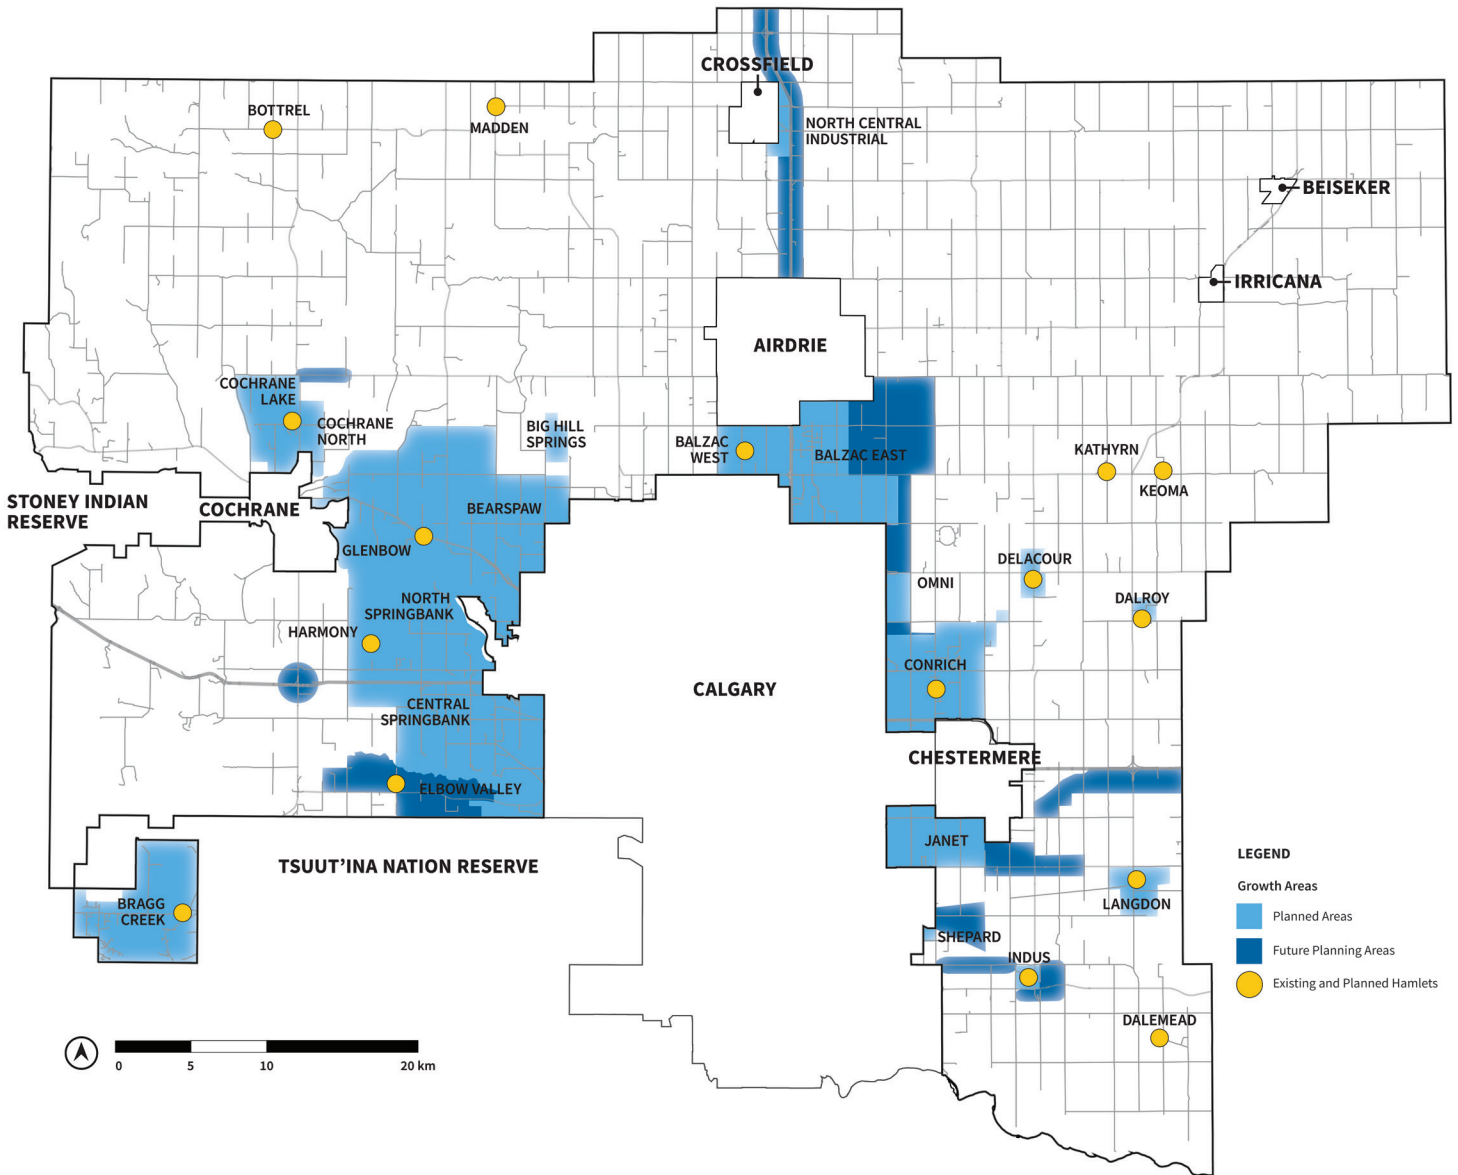 CROSSFIELD
BOTTREL
MADDEN
NORTH CENTRAL
INDUSTRIAL
BEISEKER
IRRICANA
AIRDRIE
COCHRANE
LAKE
COCHRANE
NORTH
BIG HILL
SPRINGS
BALZAC
WEST
BALZAC EAST
KATHYRN
KEOMA
STONEY INDIAN
RESERVE
COCHRANE
BEARSPAW
GLENBOW
DELACOUR
OMNI
DALROY
NORTH
SPRINGBANK
HARMONY
CONRICH
CALGARY
CENTRAL
SPRINGBANK
CHESTERMERE
ELBOW VALLEY
JANET
TSUUT’INA NATION RESERVE
BRAGG
CREEK
LANGDON
SHEPARD
INDUS
DALEMEAD
LEGEND
Growth Areas
Planned Areas
Future Planning Areas
Existing and Planned Hamlets
0 5 10 20 km